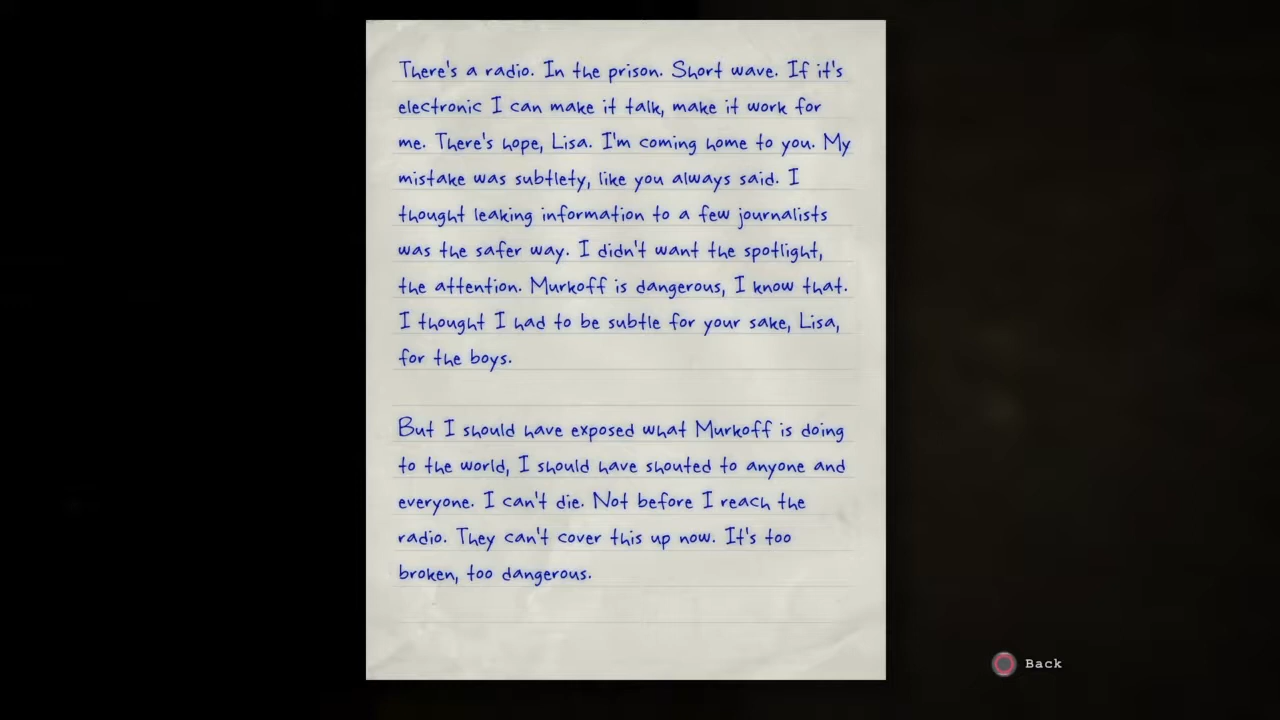 There's a radio. In the prison. Short wave. If it's
electronic I can make it talk, make it work for
me. There's hope, Lisa. I'm coming home to you. My
mistake was subtlety, like you always said. I
thought leaking information to a few journalists
was the safer way. I didn't want the spotlight,
the attention. Murkoff is dangerous, I know that.
I thought I had to be subtle for your sake, Lisa,
for the boys.
But I should have exposed what Murkoff is doing
to the world, I should have shouted to anyone and
everyone. I can't die. Not before I reach the
radio. They can't cover this up now. It's too
broken, too dangerous.
Back